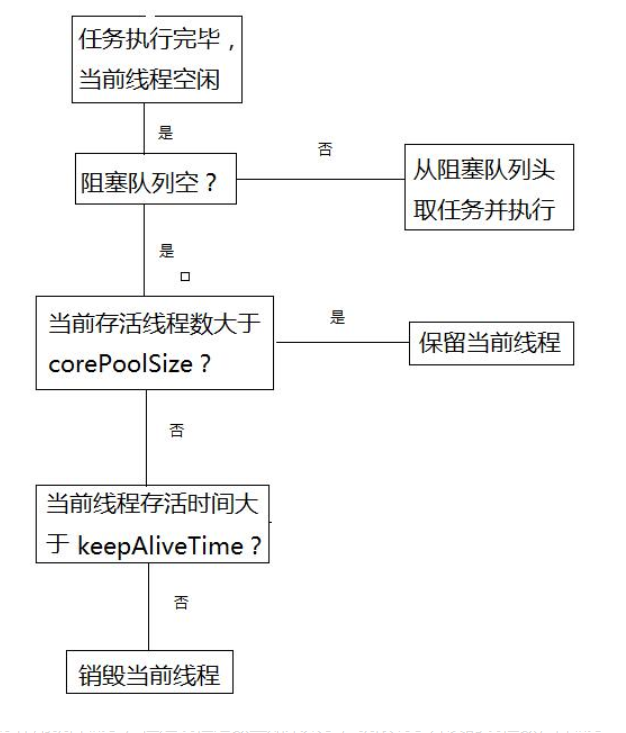 任务执行完毕，
当前线程空闲
是
否
阻塞队列空？
从阻塞队列头
取任务并执行
是
当前存活线程数大于
corePoolSize？
是
保留当前线程
否
当前线程存活时间大
于 keepAliveTime？
否
销毁当前线程